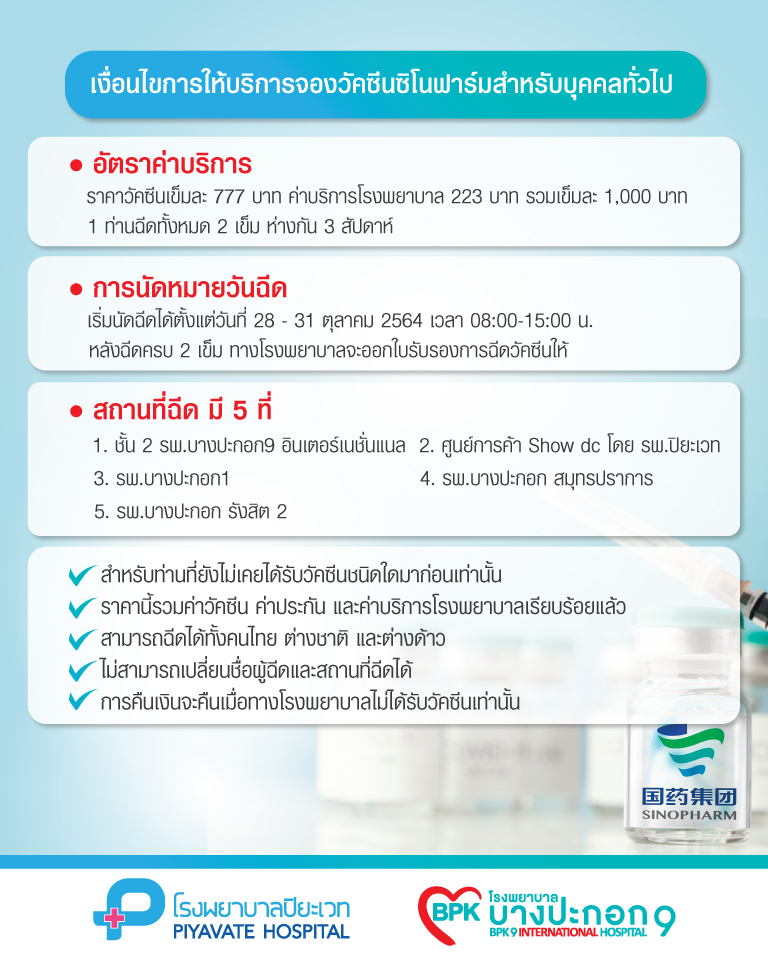 เงื่อนไขการให้บริการจองวัคซีนซิโนฟาร์มสำหรับบุคคลทั่วไป
• อัตราค่าบริการ
ราคาวัคซีนเข็มละ 777 บาท ค่าบริการโรงพยาบาล 223 บาท รวมเข็มละ 1,000 บาท
1 ท่านฉีดทั้งหมด 2 เข็ม ห่างกัน 3 สัปดาห์
• การนัดหมายวันฉีด
เริ่มนัดฉีดได้ตั้งแต่วันที่ 28 - 31 ตุลาคม 2564 เวลา 08:00-15:00 น.
หลังฉีดครบ 2 เข็ม ทางโรงพยาบาลจะออกใบรับรองการฉีดวัคซีนให้
• สถานที่ฉีด มี 5 ที่
1. ชั้น 2 รพ.บางปะกอก9 อินเตอร์เนชั่นแนล 2. ศูนย์การค้า Show dc โดย รพ.ปิยะเวท
3. รพ.บางปะกอก1 4. รพ.บางปะกอก สมุทรปราการ
5. รพ.บางปะกอก รังสิต 2
สำหรับท่านที่ยังไม่เคยได้รับวัคซีนชนิดใดมาก่อนเท่านั้น
ราคานี้รวมค่าวัคซีน ค่าประกัน และค่าบริการโรงพยาบาลเรียบร้อยแล้ว
สามารถฉีดได้ทั้งคนไทย ต่างชาติ และต่างด้าว
ไม่สามารถเปลี่ยนชื่อผู้ฉีดและสถานที่ฉีดได้
การคืนเงินจะคืนเมื่อทางโรงพยาบาลไม่ได้รับวัคซีนเท่านั้น
国药集团
SINOPHARM
โรงพยาบาลปิยะเวท
PIYAVATE HOSPITAL
BPK
โรงพยาบาล
บางปะกอก 9
BPK 9 INTERNATIONAL HOSPITAL